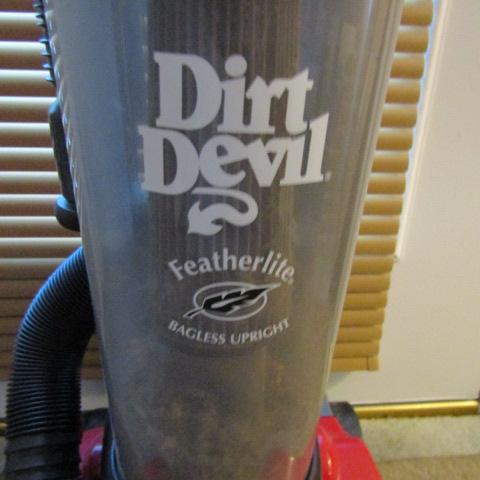 Dirt
Devil
Featherlite
BAGLESS UPRIGHT